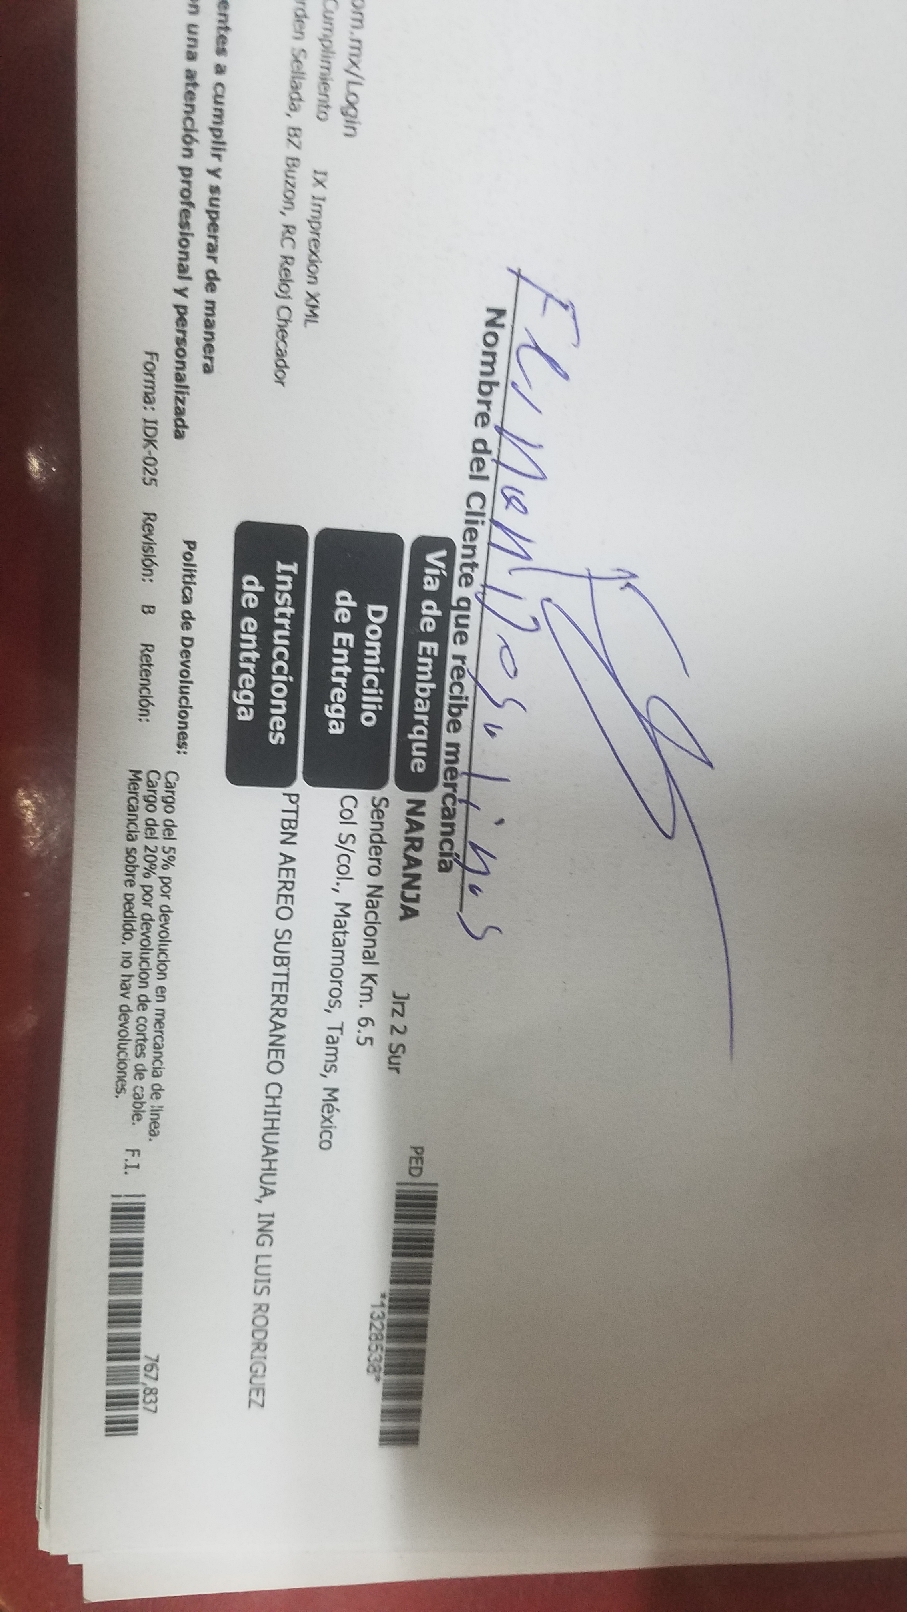 Nombre del Cliente que recibe mercancía
Vía de Embarque NARANJA Jrz 2 Sur PED
*1328538*
Domicilio de Entrega
Sendero Nacional Km. 6.5
Col S/col., Matamoros, Tams, México
Instrucciones de entrega
PTBN AEREO SUBTERRANEO CHIHUAHUA, ING LUIS RODRIGUEZ
om.mx/Login
Cumplimiento IX Imprexion XML
rden Sellada, BZ Buzon, RC Reloj Checador
entes a cumplir y superar de manera
n una atención profesional y personalizada
Forma: IDK-025 Revisión: B Retención:
Politica de Devoluciones:
Cargo del 5% por devolucion en mercancia de linea.
Cargo del 20% por devolucion de cortes de cable.
Mercancia sobre pedido, no hay devoluciones.
F.I.
767,837